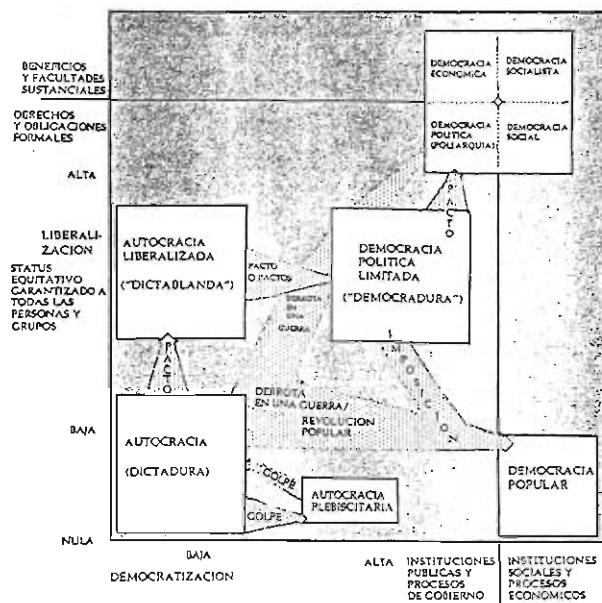 BENEFICIOS
Y FACULTADES
SUSTANCIALES
DERECHOS
Y OBLIGACIONES
FORMALES
ALTA
LIBERALI-
ZACION
STATUS
EQUITATIVO
GARANTIZADO A
TODAS LAS
PERSONAS Y
GRUPOS
BAJA
NULA
DEMOCRACIA
ECONOMICA
DEMOCRACIA
SOCIALISTA
DEMOCRACIA
POLITICA
(POLIARQUIA)
DEMOCRACIA
SOCIAL
PACTO
AUTOCRACIA
LIBERALIZADA
("DICTABLANDA")
PACTO
O PACTOS
DEMOCRACIA
POLITICA
LIMITADA
("DEMOCRADURA")
DERROTA
EN
UNA
GUERRA
PACTO
IMPOSICION
DERROTA
EN UNA GUERRA/
REVOLUCION
POPULAR
AUTOCRACIA
(DICTADURA)
GOLPE
GOLPE
AUTOCRACIA
PLEBISCITARIA
DEMOCRACIA
POPULAR
BAJA
DEMOCRATIZACION
ALTA
INSTITUCIONES
PUBLICAS Y
PROCESOS
DE GOBIERNO
INSTITUCIONES
SOCIALES Y
PROCESOS
ECONOMICOS